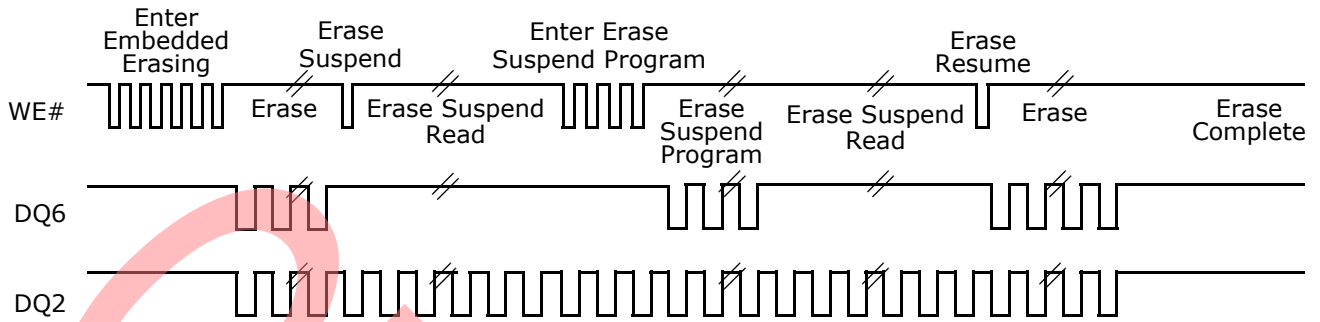 Enter
Embedded
Erasing
Erase
Suspend
Enter Erase
Suspend Program
Erase
Resume
WE#
Erase
Erase Suspend
Read
Erase
Suspend
Program
Erase Suspend
Read
Erase
Erase
Complete
DQ6
DQ2